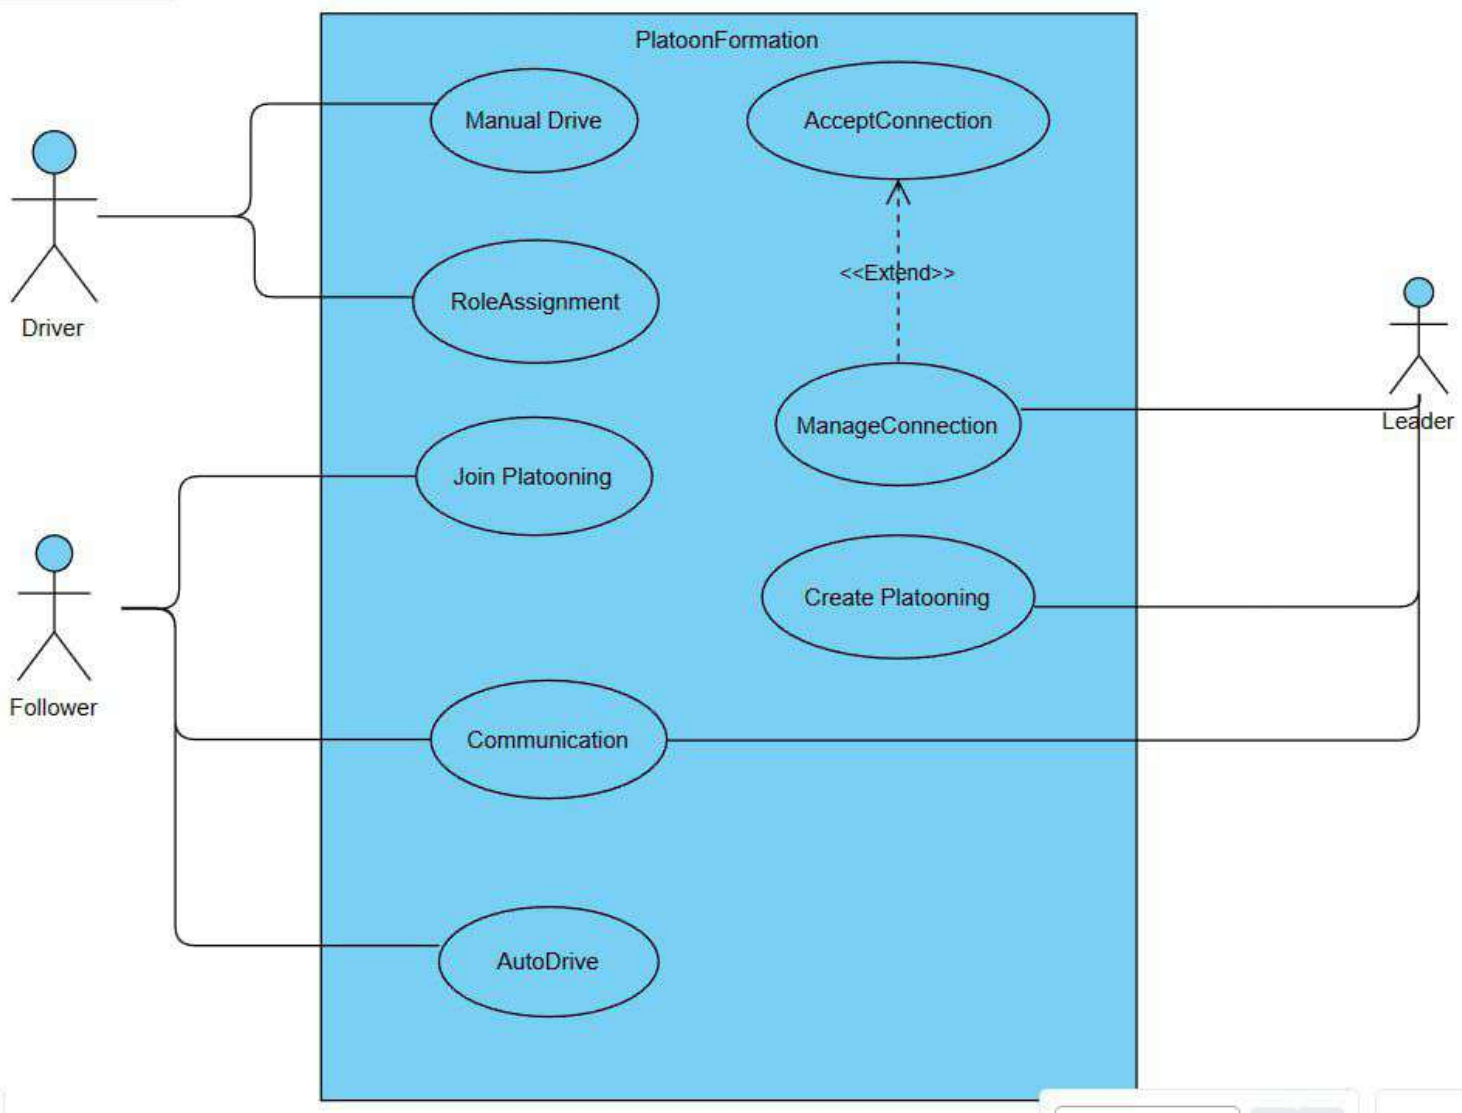 PlatoonFormation
Manual Drive
AcceptConnection
RoleAssignment
<<Extend>>
Driver
Leader
ManageConnection
Join Platooning
Create Platooning
Follower
Communication
AutoDrive